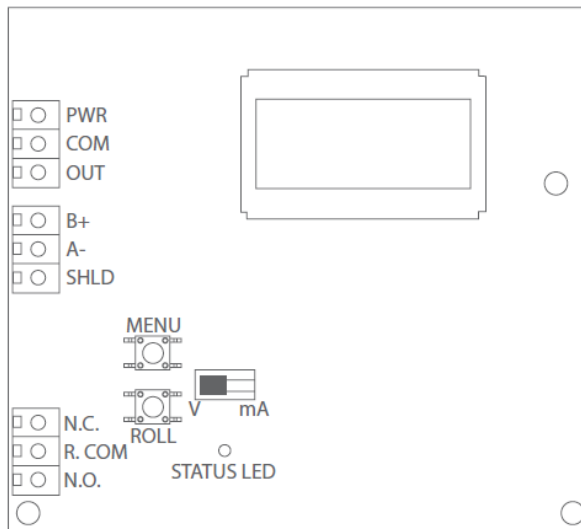 PWR
COM
OUT
B+
A-
SHLD
MENU
V mA
ROLL
N.C.
R. COM
N.O.
STATUS LED